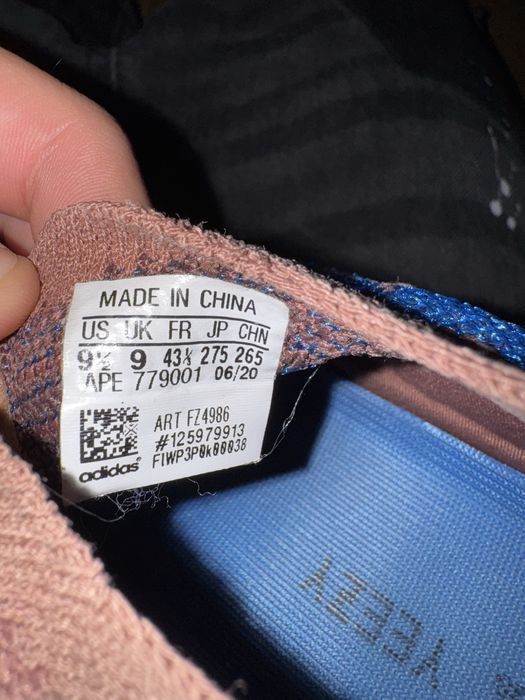 MADE IN CHINA
US UK FR JP CHN
9½ 9 43⅓ 275 265
APE 779001 06/20
ART FZ4986
#125979913
FIWP3P0k00038
adidas
YEEZY